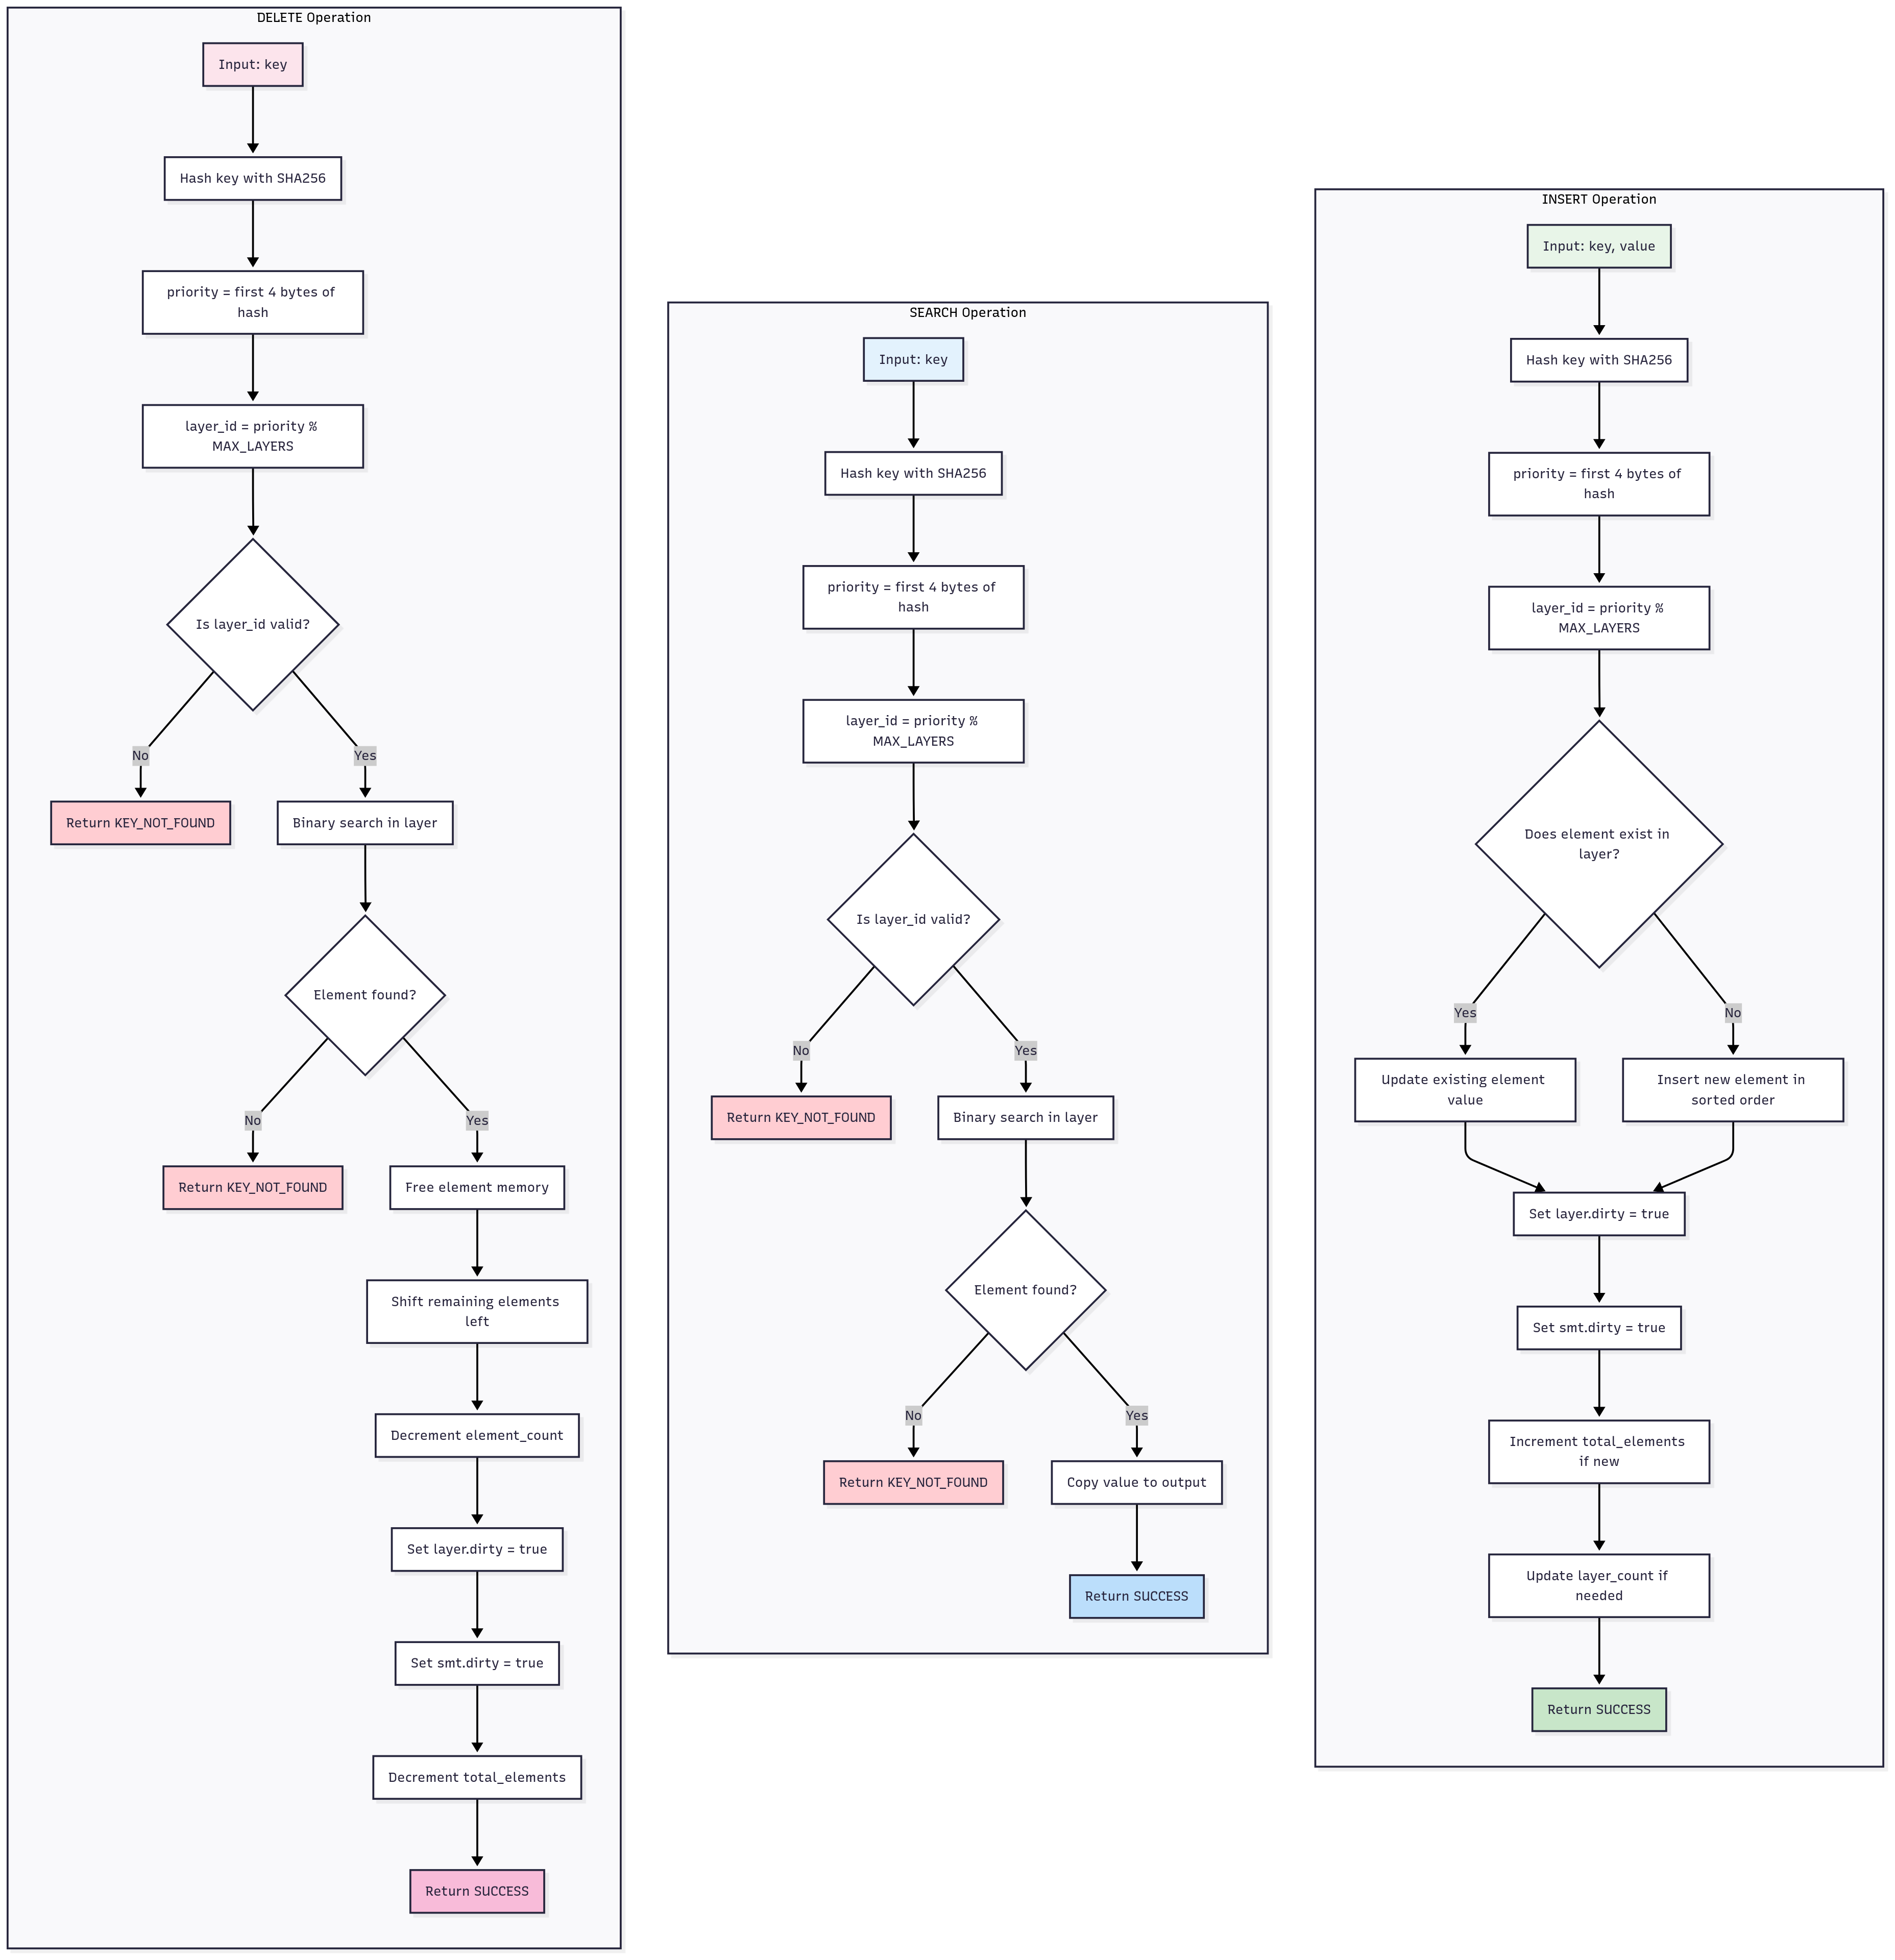 DELETE Operation
Input: key
Hash key with SHA256
priority = first 4 bytes of
hash
layer_id = priority %
MAX_LAYERS
Is layer_id valid?
No
Yes
Return KEY_NOT_FOUND
Binary search in layer
Element found?
No
Yes
Return KEY_NOT_FOUND
Free element memory
Shift remaining elements
left
Decrement element_count
Set layer.dirty = true
Set smt.dirty = true
Decrement total_elements
Return SUCCESS
SEARCH Operation
Input: key
Hash key with SHA256
priority = first 4 bytes of
hash
layer_id = priority %
MAX_LAYERS
Is layer_id valid?
No
Yes
Return KEY_NOT_FOUND
Binary search in layer
Element found?
No
Yes
Return KEY_NOT_FOUND
Copy value to output
Return SUCCESS
INSERT Operation
Input: key, value
Hash key with SHA256
priority = first 4 bytes of
hash
layer_id = priority %
MAX_LAYERS
Does element exist in
layer?
Yes
No
Update existing element
value
Insert new element in
sorted order
Set layer.dirty = true
Set smt.dirty = true
Increment total_elements
if new
Update layer_count if
needed
Return SUCCESS